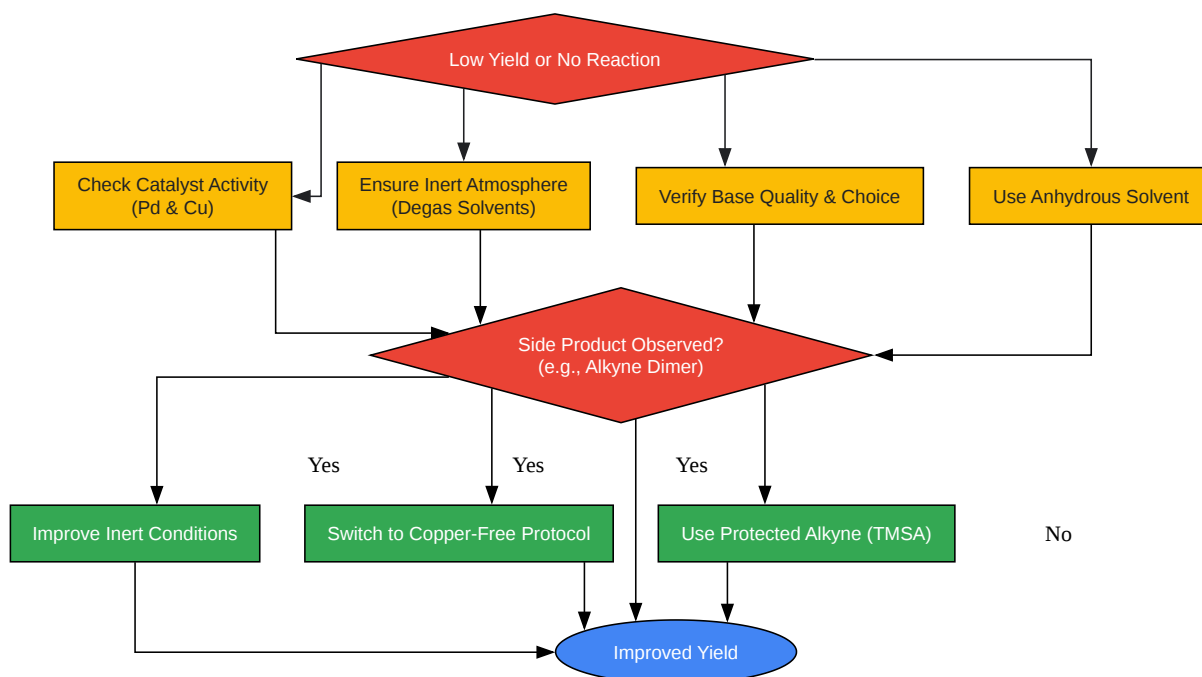 Low Yield or No Reaction
Check Catalyst Activity
(Pd & Cu)
Ensure Inert Atmosphere
(Degas Solvents)
Verify Base Quality & Choice
Use Anhydrous Solvent
Side Product Observed?
(e.g., Alkyne Dimer)
Yes
Yes
Yes
Improve Inert Conditions
Switch to Copper-Free Protocol
Use Protected Alkyne (TMSA)
No
Improved Yield